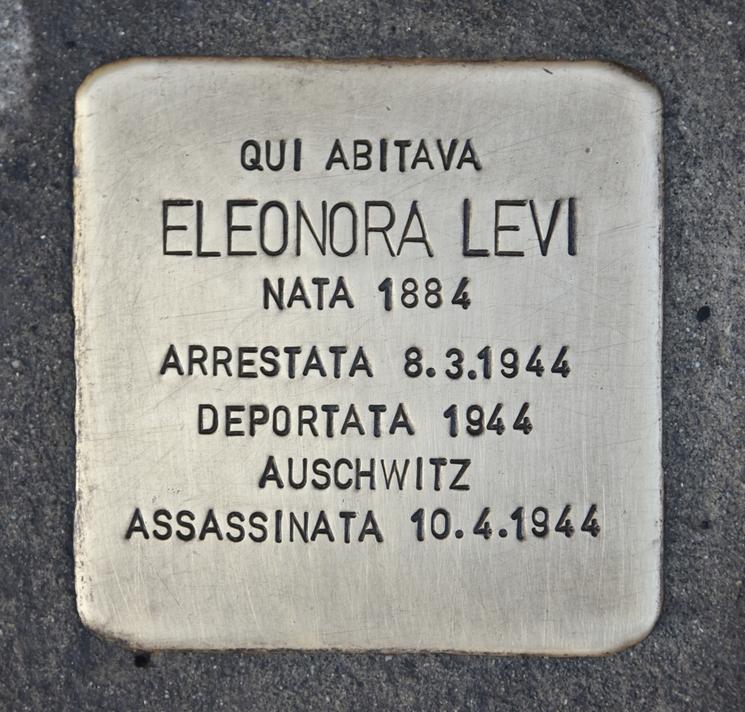 QUI ABITAVA
ELEONORA LEVI
NATA 1884
ARRESTATA 8.3.1944
DEPORTATA 1944
AUSCHWITZ
ASSASSINATA 10.4.1944